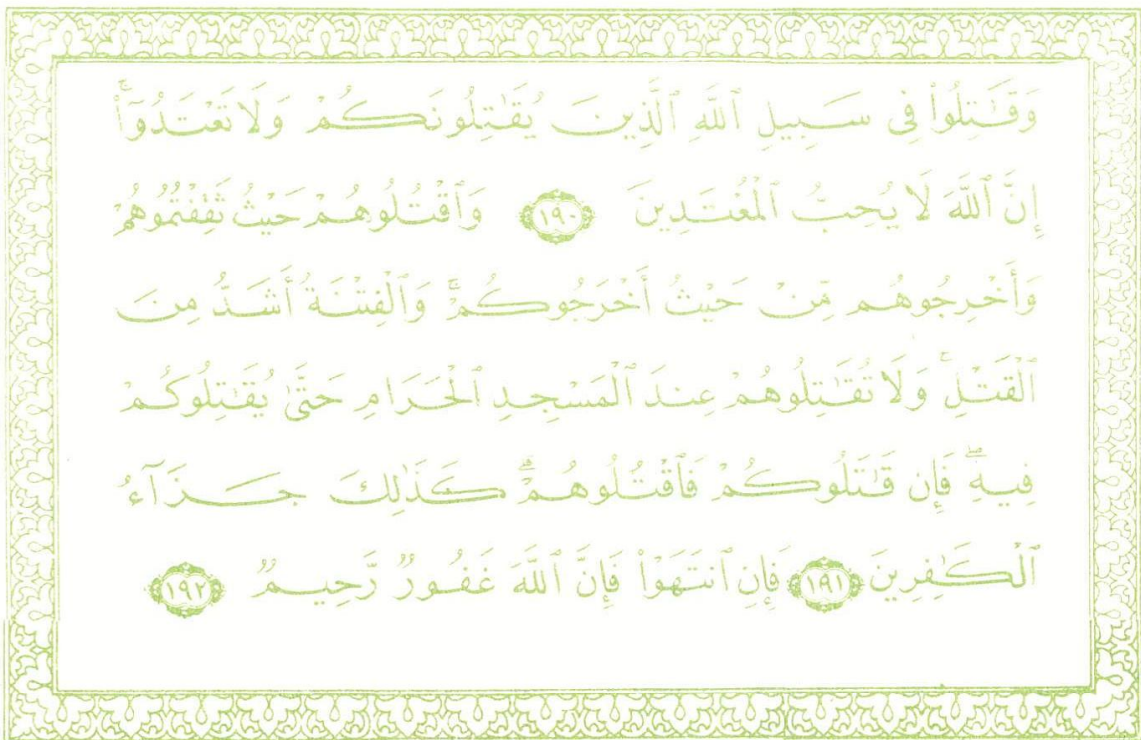 وَقَٰتِلُوا۟ فِى سَبِيلِ ٱللَّهِ ٱلَّذِينَ يُقَٰتِلُونَكُمْ وَلَا تَعْتَدُوٓا۟ۚ
إِنَّ ٱللَّهَ لَا يُحِبُّ ٱلْمُعْتَدِينَ ١٩٠ وَٱقْتُلُوهُمْ حَيْثُ ثَقِفْتُمُوهُمْ
وَأَخْرِجُوهُم مِّنْ حَيْثُ أَخْرَجُوكُمْۚ وَٱلْفِتْنَةُ أَشَدُّ مِنَ
ٱلْقَتْلِۚ وَلَا تُقَٰتِلُوهُمْ عِندَ ٱلْمَسْجِدِ ٱلْحَرَامِ حَتَّىٰ يُقَٰتِلُوكُمْ
فِيهِۖ فَإِن قَٰتَلُوكُمْ فَٱقْتُلُوهُمْۗ كَذَٰلِكَ جَزَآءُ
ٱلْكَٰفِرِينَ ١٩١ فَإِنِ ٱنتَهَوْا۟ فَإِنَّ ٱللَّهَ غَفُورٌ رَّحِيمٌ ١٩٢